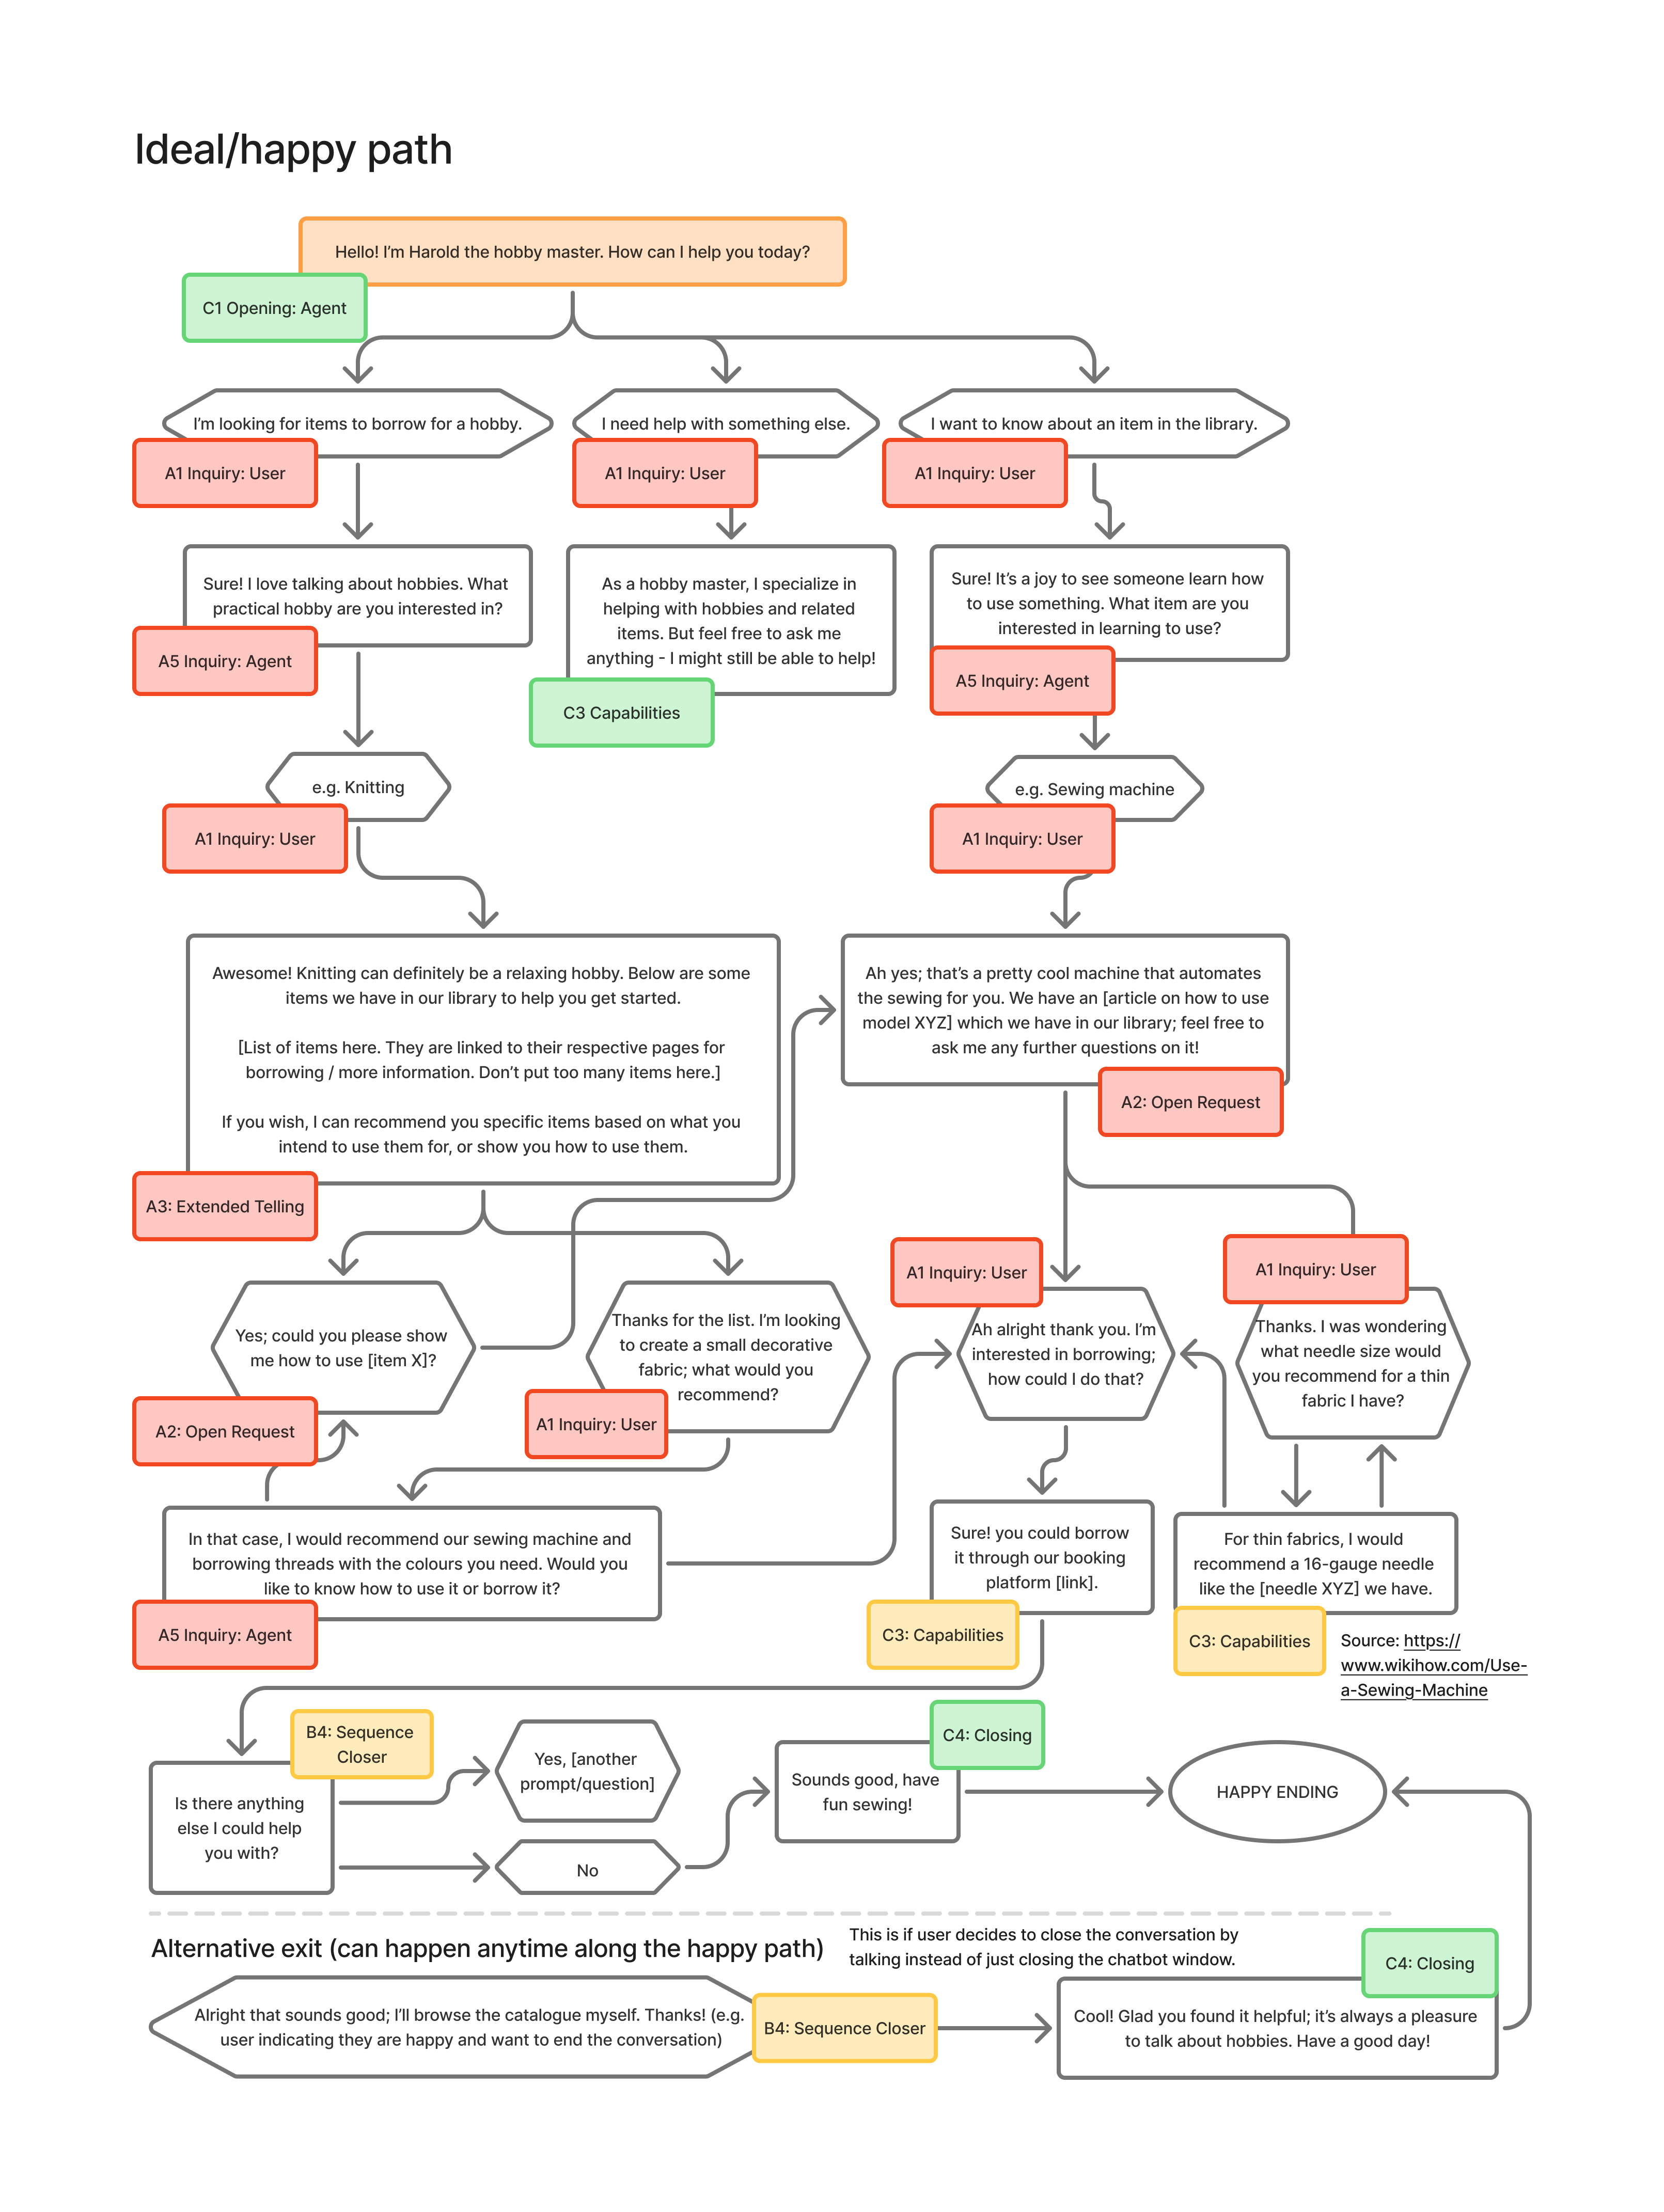 Ideal/happy path
Hello! I’m Harold the hobby master. How can I help you today?
C1 Opening: Agent
I’m looking for items to borrow for a hobby.
A1 Inquiry: User
I need help with something else.
A1 Inquiry: User
I want to know about an item in the library.
A1 Inquiry: User
Sure! I love talking about hobbies. What
practical hobby are you interested in?
A5 Inquiry: Agent
As a hobby master, I specialize in
helping with hobbies and related
items. But feel free to ask me
anything - I might still be able to help!
C3 Capabilities
Sure! It’s a joy to see someone learn how
to use something. What item are you
interested in learning to use?
A5 Inquiry: Agent
e.g. Knitting
A1 Inquiry: User
e.g. Sewing machine
A1 Inquiry: User
Awesome! Knitting can definitely be a relaxing hobby. Below are some
items we have in our library to help you get started.
[List of items here. They are linked to their respective pages for
borrowing / more information. Don’t put too many items here.]
If you wish, I can recommend you specific items based on what you
intend to use them for, or show you how to use them.
A3: Extended Telling
Ah yes; that’s a pretty cool machine that automates
the sewing for you. We have an [article on how to use
model XYZ] which we have in our library; feel free to
ask me any further questions on it!
A2: Open Request
Yes; could you please show
me how to use [item X]?
A2: Open Request
Thanks for the list. I’m looking
to create a small decorative
fabric; what would you
recommend?
A1 Inquiry: User
A1 Inquiry: User
Ah alright thank you. I’m
interested in borrowing;
how could I do that?
A1 Inquiry: User
Thanks. I was wondering
what needle size would
you recommend for a thin
fabric I have?
In that case, I would recommend our sewing machine and
borrowing threads with the colours you need. Would you
like to know how to use it or borrow it?
A5 Inquiry: Agent
Sure! you could borrow
it through our booking
platform [link].
C3: Capabilities
For thin fabrics, I would
recommend a 16-gauge needle
like the [needle XYZ] we have.
C3: Capabilities
Source: https://
www.wikihow.com/Use-
a-Sewing-Machine
B4: Sequence
Closer
Is there anything
else I could help
you with?
Yes, [another
prompt/question]
No
C4: Closing
Sounds good, have
fun sewing!
HAPPY ENDING
Alternative exit (can happen anytime along the happy path)
This is if user decides to close the conversation by
talking instead of just closing the chatbot window.
C4: Closing
Alright that sounds good; I’ll browse the catalogue myself. Thanks! (e.g.
user indicating they are happy and want to end the conversation)
B4: Sequence Closer
Cool! Glad you found it helpful; it’s always a pleasure
to talk about hobbies. Have a good day!